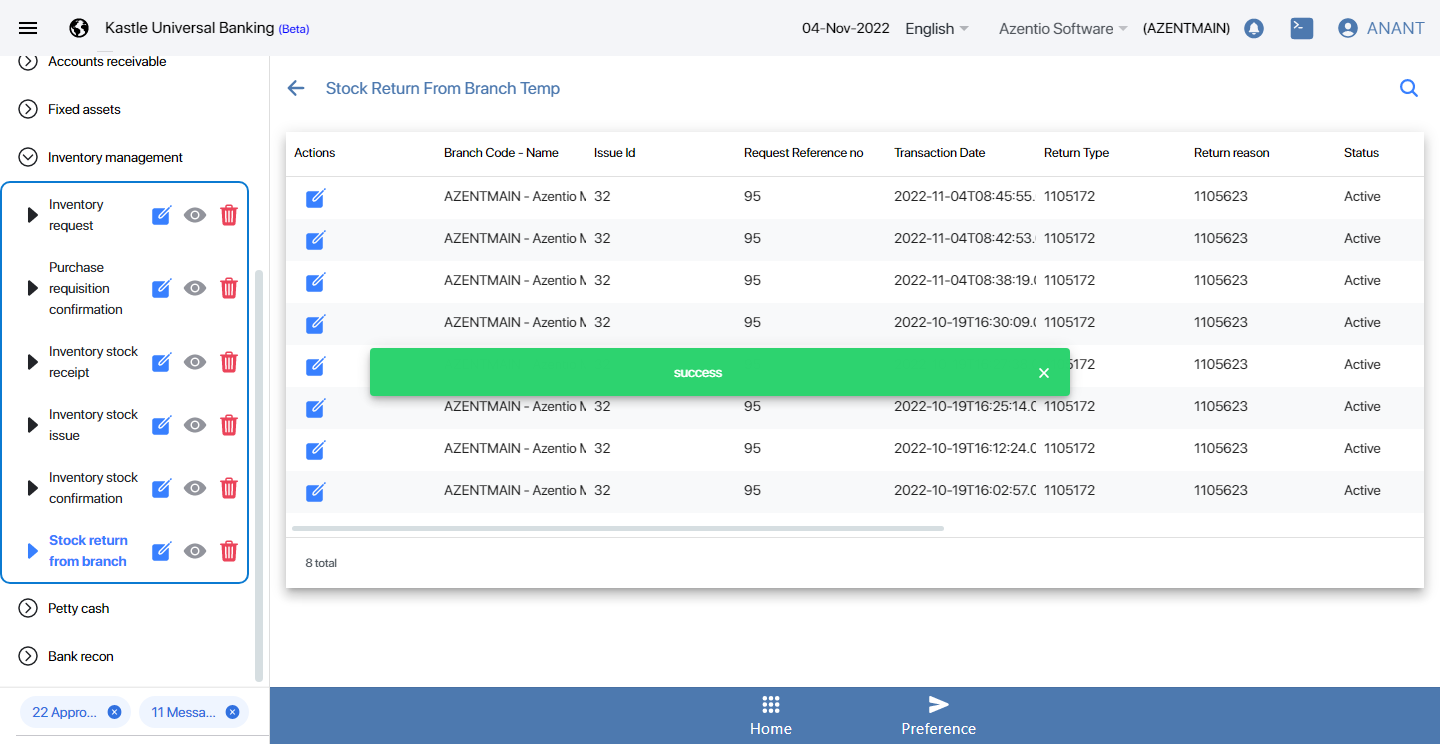 Kastle Universal Banking (Beta)
04-Nov-2022
English
Azentio Software
(AZENTMAIN)
ANANT
Accounts receivable
Fixed assets
Inventory management
Inventory
request
Purchase
requisition
confirmation
Inventory stock
receipt
Inventory stock
issue
Inventory stock
confirmation
Stock return
from branch
Petty cash
Bank recon
22 Appro...
11 Messa...
Stock Return From Branch Temp
Actions Branch Code - Name Issue Id Request Reference no Transaction Date Return Type Return reason Status
AZENTMAIN - Azentio M 32 95 2022-11-04T08:45:55. 1105172 1105623 Active
AZENTMAIN - Azentio M 32 95 2022-11-04T08:42:53. 1105172 1105623 Active
AZENTMAIN - Azentio M 32 95 2022-11-04T08:38:19.0 1105172 1105623 Active
AZENTMAIN - Azentio M 32 95 2022-10-19T16:30:09.0 1105172 1105623 Active
5172 1105623 Active
success
AZENTMAIN - Azentio M 32 95 2022-10-19T16:25:14.0 1105172 1105623 Active
AZENTMAIN - Azentio M 32 95 2022-10-19T16:12:24.0 1105172 1105623 Active
AZENTMAIN - Azentio M 32 95 2022-10-19T16:02:57.0 1105172 1105623 Active
8 total
Home
Preference